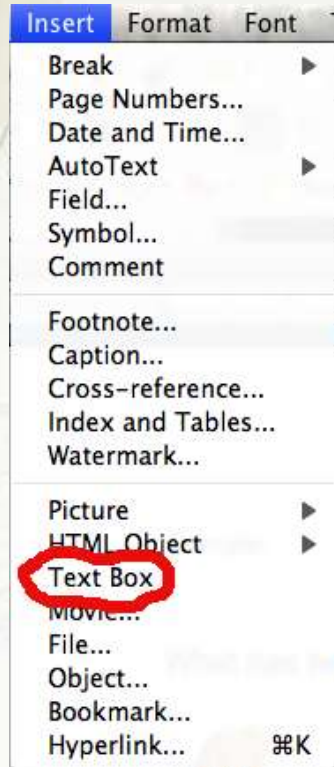 Insert Format Font
Break ▶
Page Numbers...
Date and Time...
AutoText ▶
Field...
Symbol...
Comment
Footnote...
Caption...
Cross-reference...
Index and Tables...
Watermark...
Picture ▶
HTML Object ▶
Text Box
Movie...
File...
Object...
Bookmark...
Hyperlink... ⌘K